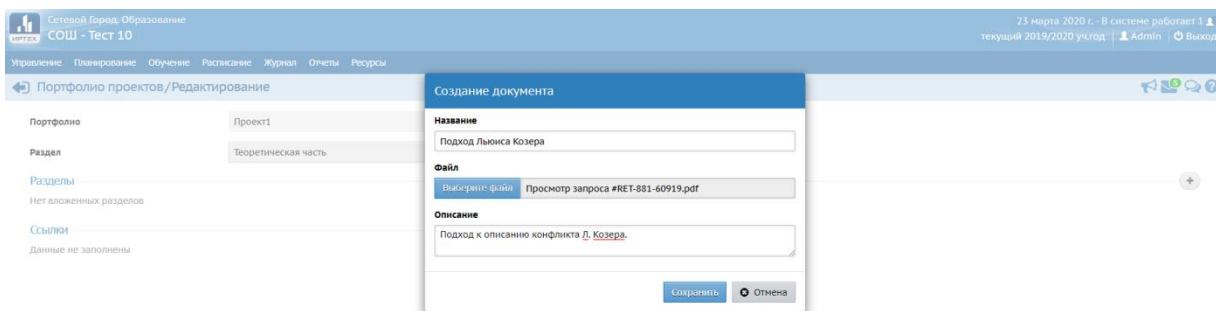 Сетевой Город. Образование
ИРТЕХ
СОШ - Тест 10
23 марта 2020 г. - В системе работает 1
текущий 2019/2020 уч.год
Admin
Выход
Управление Планирование Обучение Расписание Журнал Отчеты Ресурсы
Портфолио проектов/Редактирование
5
Портфолио
Проект1
Раздел
Теоретическая часть
Разделы
Нет вложенных разделов
Ссылки
Данные не заполнены
Создание документа
Название
Подход Льюиса Козера
Файл
Выберите файл Просмотр запроса #RET-881-60919.pdf
Описание
Подход к описанию конфликта Л. Козера.
Сохранить Отмена